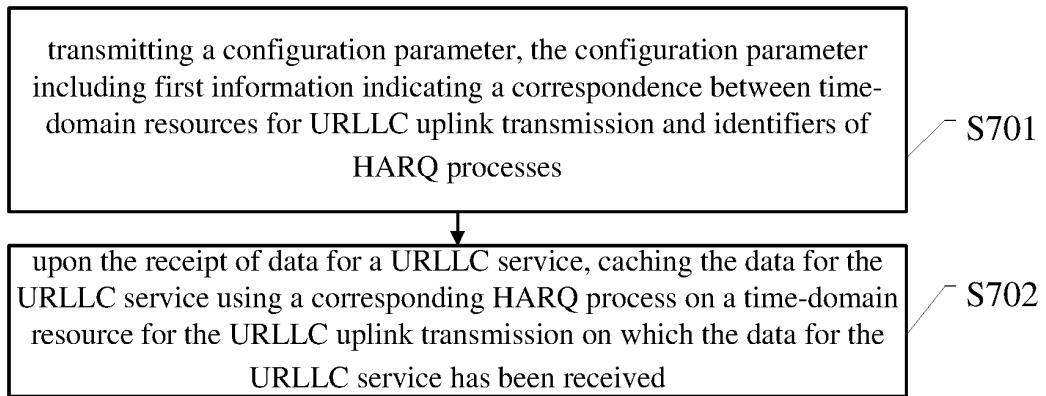 transmitting a configuration parameter, the configuration parameter
including first information indicating a correspondence between time-
domain resources for URLLC uplink transmission and identifiers of
HARQ processes
S701
upon the receipt of data for a URLLC service, caching the data for the
URLLC service using a corresponding HARQ process on a time-domain
resource for the URLLC uplink transmission on which the data for the
URLLC service has been received
S702